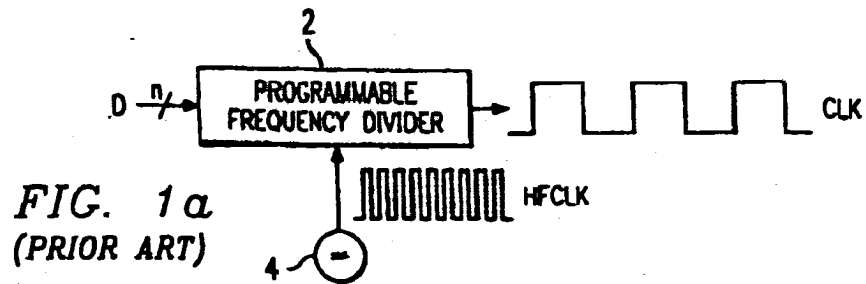 2
D n
PROGRAMMABLE
FREQUENCY DIVIDER
CLK
HFCLK
FIG. 1a
(PRIOR ART)
4